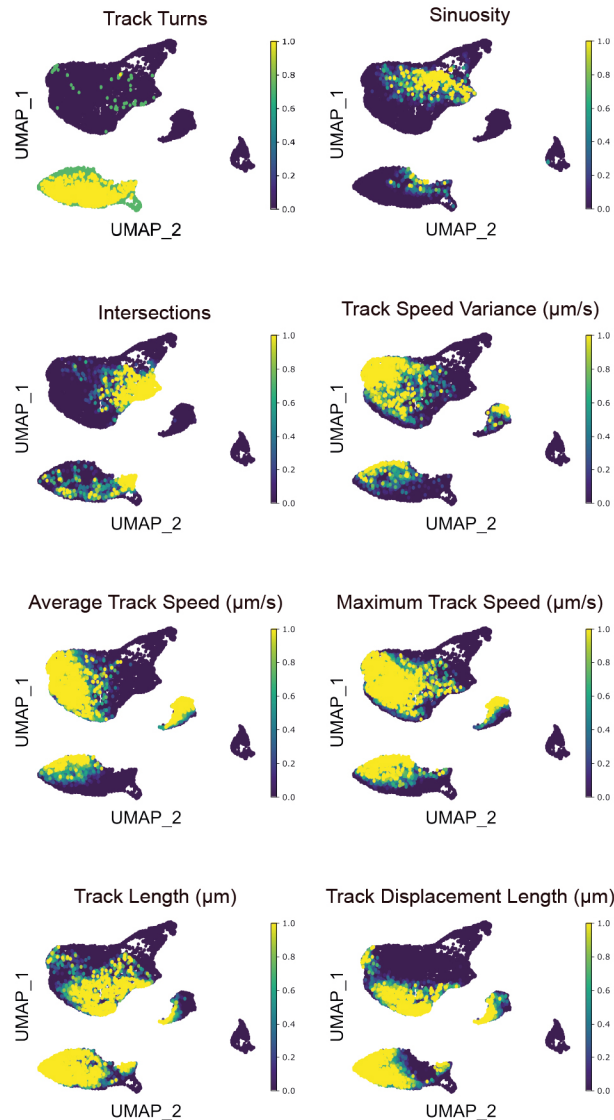 Track Turns
UMAP_1
1.0
0.8
0.6
0.4
0.2
0.0
UMAP_2
Sinuosity
UMAP_1
1.0
0.8
0.6
0.4
0.2
0.0
UMAP_2
Intersections
UMAP_1
1.0
0.8
0.6
0.4
0.2
0.0
UMAP_2
Track Speed Variance (μm/s)
UMAP_1
1.0
0.8
0.6
0.4
0.2
0.0
UMAP_2
Average Track Speed (μm/s)
UMAP_1
1.0
0.8
0.6
0.4
0.2
0.0
UMAP_2
Maximum Track Speed (μm/s)
UMAP_1
1.0
0.8
0.6
0.4
0.2
0.0
UMAP_2
Track Length (μm)
UMAP_1
1.0
0.8
0.6
0.4
0.2
0.0
UMAP_2
Track Displacement Length (μm)
UMAP_1
1.0
0.8
0.6
0.4
0.2
0.0
UMAP_2